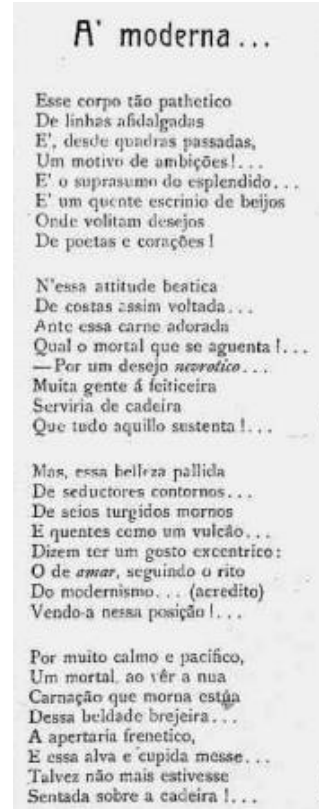 A' moderna...
Esse corpo tão pathetico
De linhas afidalgadas
E', desde quadras passadas,
Um motivo de ambições!...
E' o suprasumo do esplendido...
E' um quente escrinio de beijos
Onde volitam desejos
De poetas e corações!
N'essa attitude beatica
De costas assim voltada...
Ante essa carne adorada
Qual o mortal que se aguenta!...
—Por um desejo nevrotico...
Muita gente á feiticeira
Serviria de cadeira
Que tudo aquillo sustenta!...
Mas, essa belleza pallida
De seductores contornos...
De seios turgidos mornos
E quentes como um vulcão...
Dizem ter um gosto excentrico:
O de amar, seguindo o rito
Do modernismo... (acredito)
Vendo-a nessa posição!...
Por muito calmo e pacifico,
Um mortal, ao vêr a nua
Carnação que morna estúa
Dessa beldade brejeira...
A apertaria frenetico,
E essa alva e cupida messe...
Talvez não mais estivesse
Sentada sobre a cadeira!...